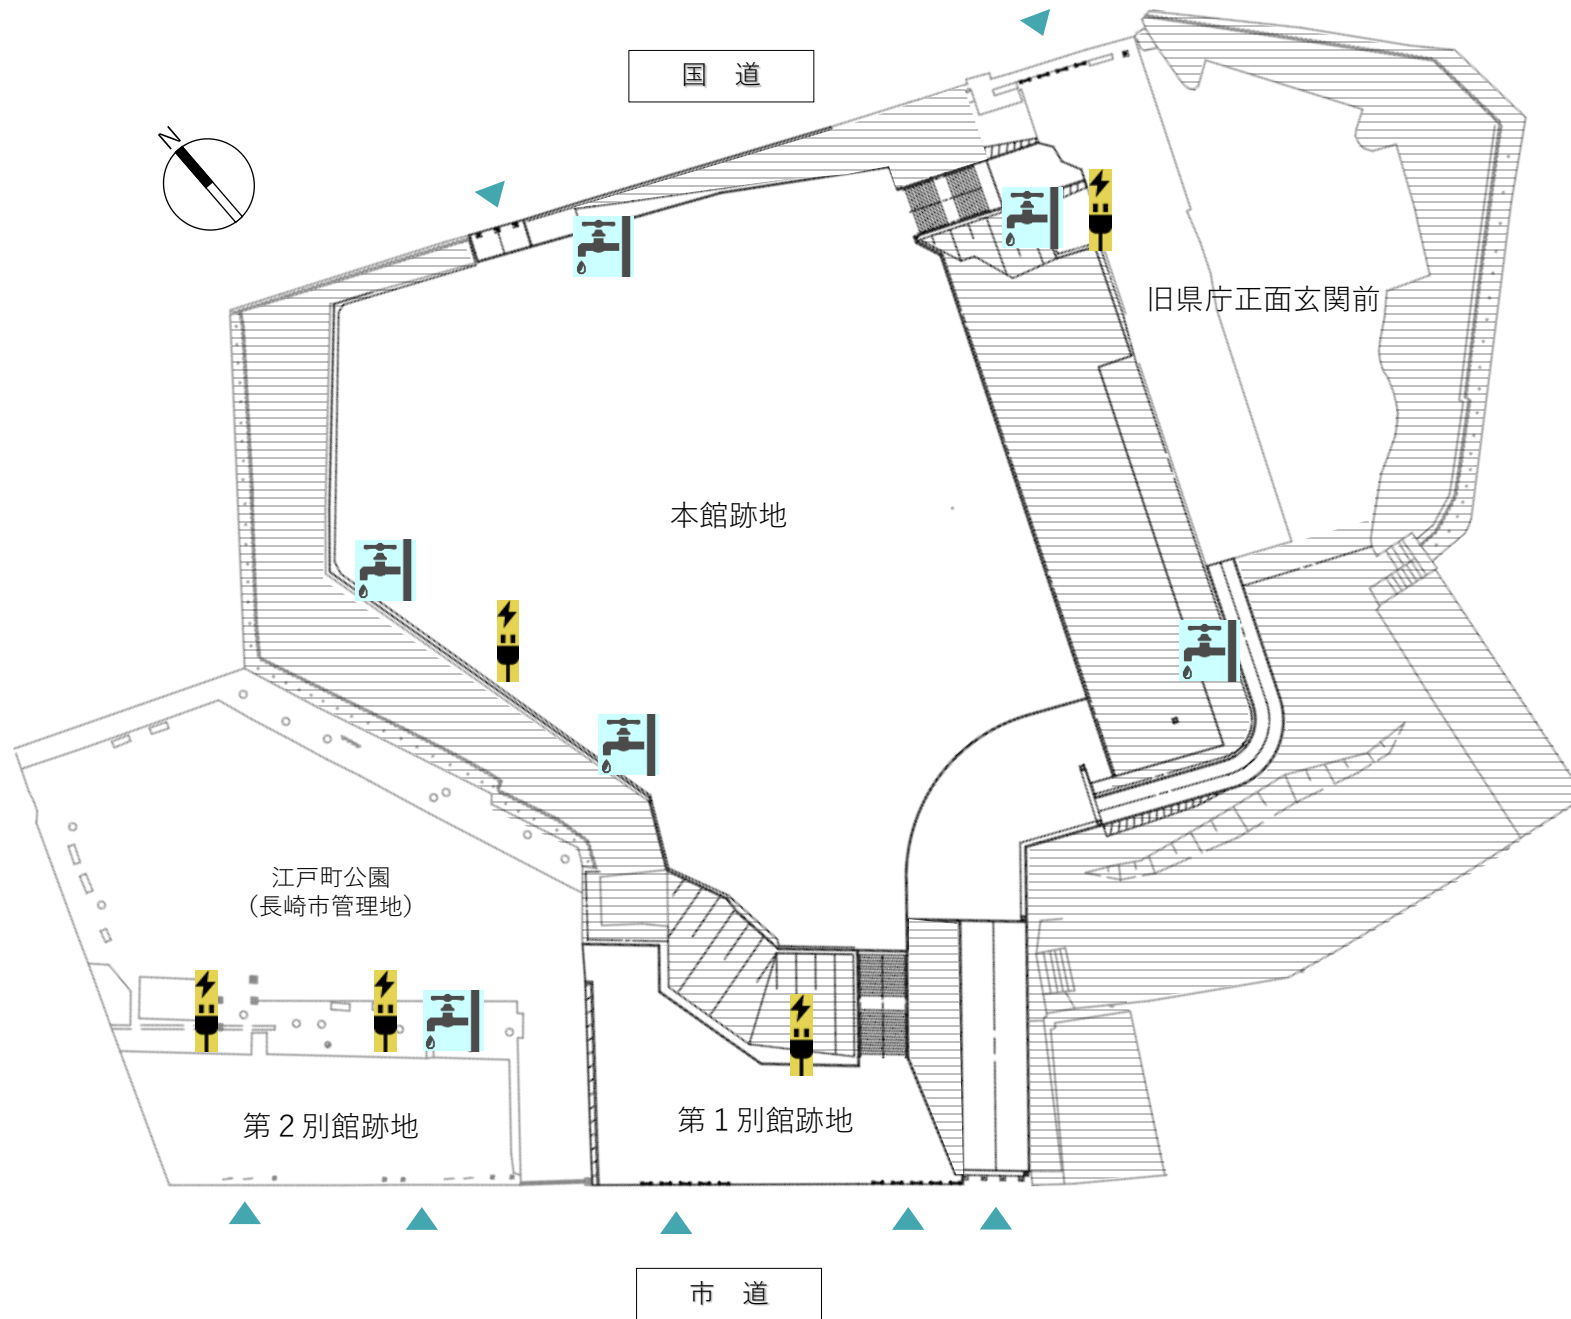 国　道
N
旧県庁正面玄関前
本館跡地
江戸町公園
（長崎市管理地）
第２別館跡地
第１別館跡地
市　道